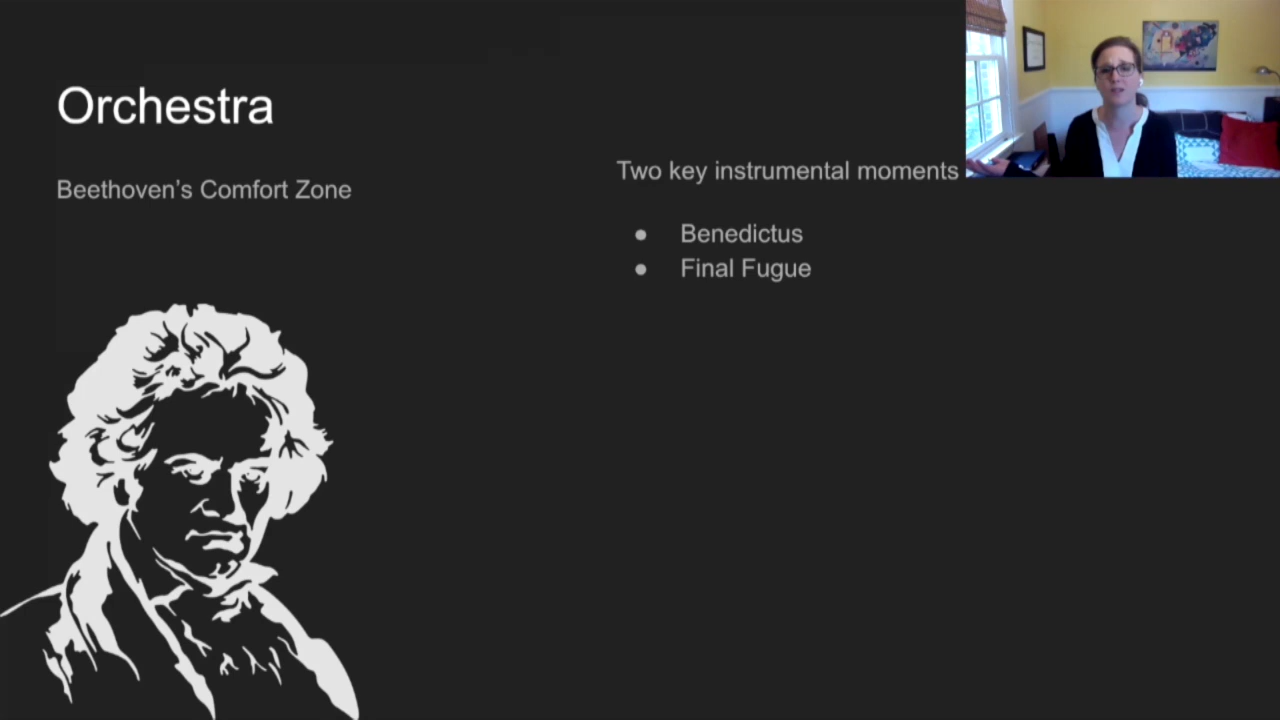 Orchestra
Beethoven’s Comfort Zone
Two key instrumental moments
● Benedictus
● Final Fugue